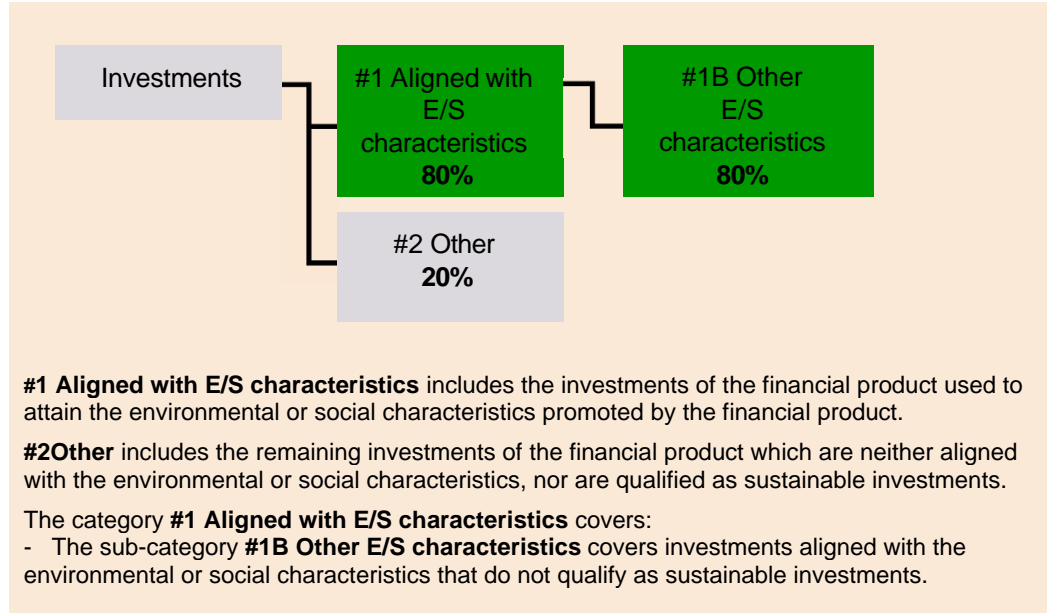 Investments
#1 Aligned with
E/S
characteristics
80%
#1B Other
E/S
characteristics
80%
#2 Other
20%
#1 Aligned with E/S characteristics includes the investments of the financial product used to
attain the environmental or social characteristics promoted by the financial product.
#2Other includes the remaining investments of the financial product which are neither aligned
with the environmental or social characteristics, nor are qualified as sustainable investments.
The category #1 Aligned with E/S characteristics covers:
- The sub-category #1B Other E/S characteristics covers investments aligned with the
environmental or social characteristics that do not qualify as sustainable investments.